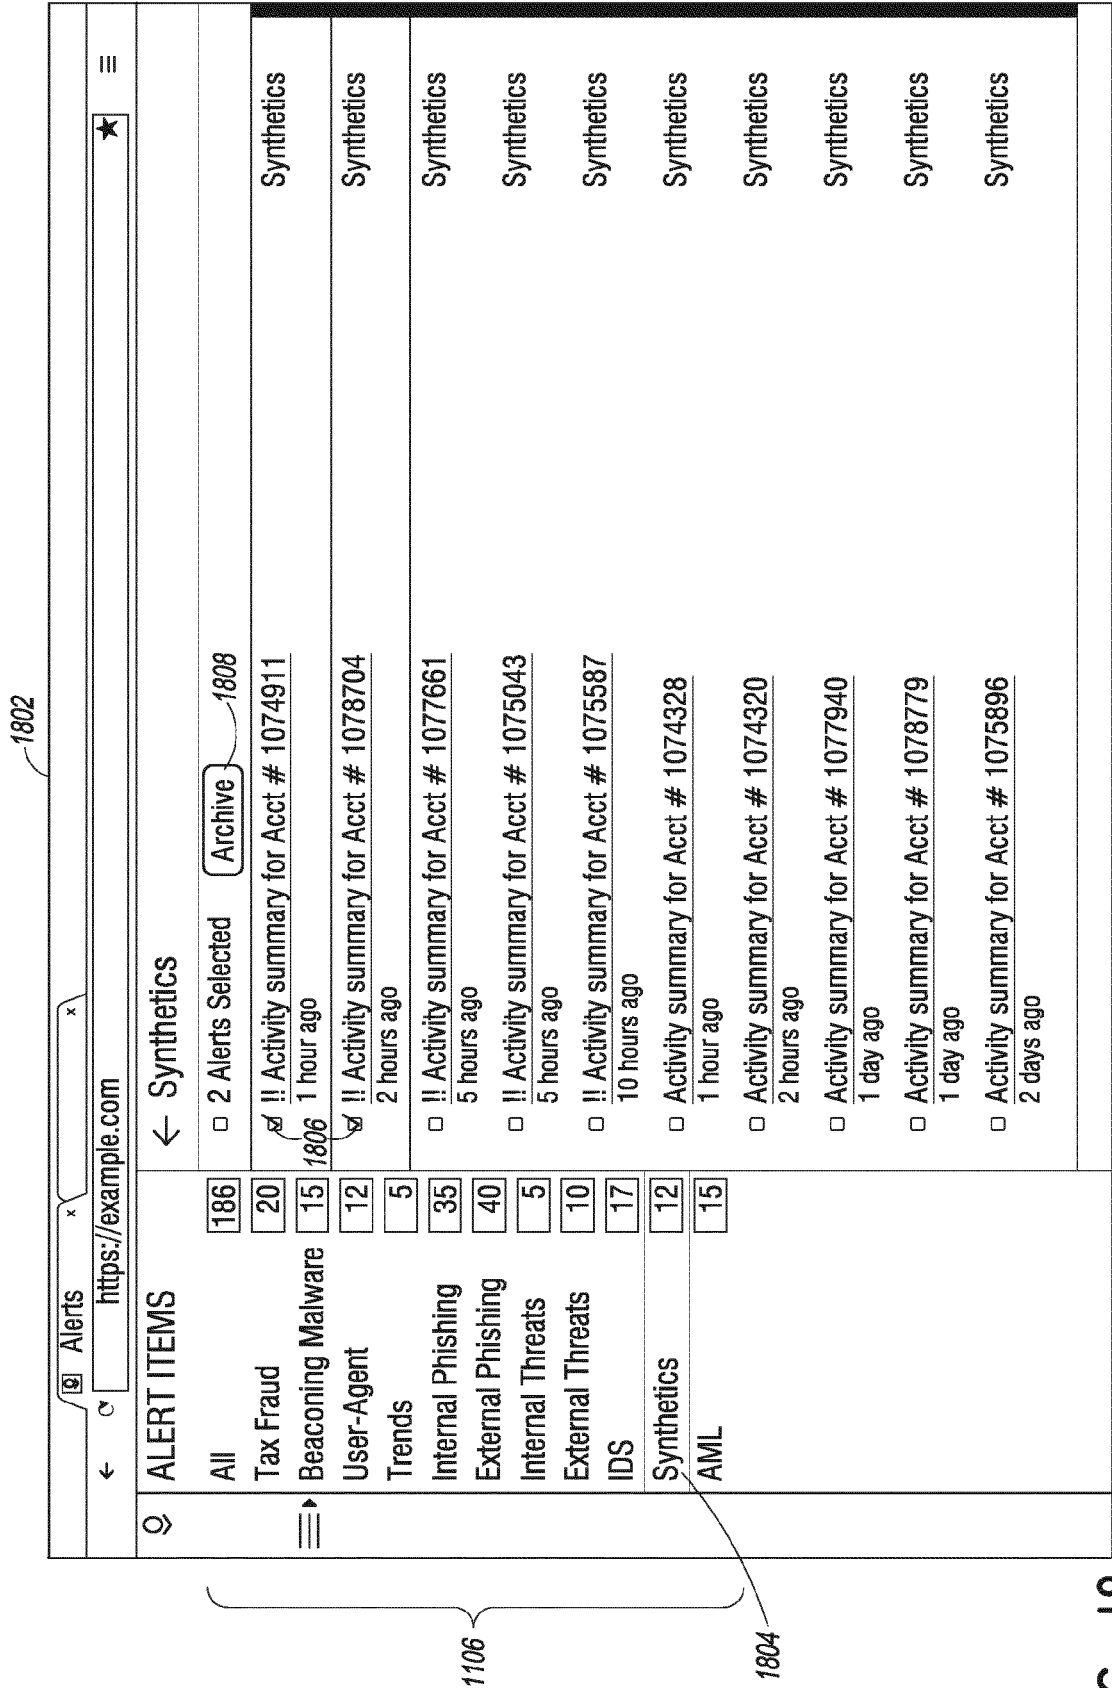 1802
Alerts x x
https://example.com
ALERT ITEMS
All 186
Tax Fraud 20
Beaconing Malware 15
User-Agent 12
Trends 5
Internal Phishing 35
External Phishing 40
Internal Threats 5
External Threats 10
IDS 17
Synthetics 12
AML 15
1106
1804
← Synthetics
2 Alerts Selected Archive
1808
!! Activity summary for Acct # 1074911 Synthetics
1 hour ago
1806
!! Activity summary for Acct # 1078704 Synthetics
2 hours ago
!! Activity summary for Acct # 1077661 Synthetics
5 hours ago
!! Activity summary for Acct # 1075043 Synthetics
5 hours ago
!! Activity summary for Acct # 1075587 Synthetics
10 hours ago
Activity summary for Acct # 1074328 Synthetics
1 hour ago
Activity summary for Acct # 1074320 Synthetics
2 hours ago
Activity summary for Acct # 1077940 Synthetics
1 day ago
Activity summary for Acct # 1078779 Synthetics
1 day ago
Activity summary for Acct # 1075896 Synthetics
2 days ago